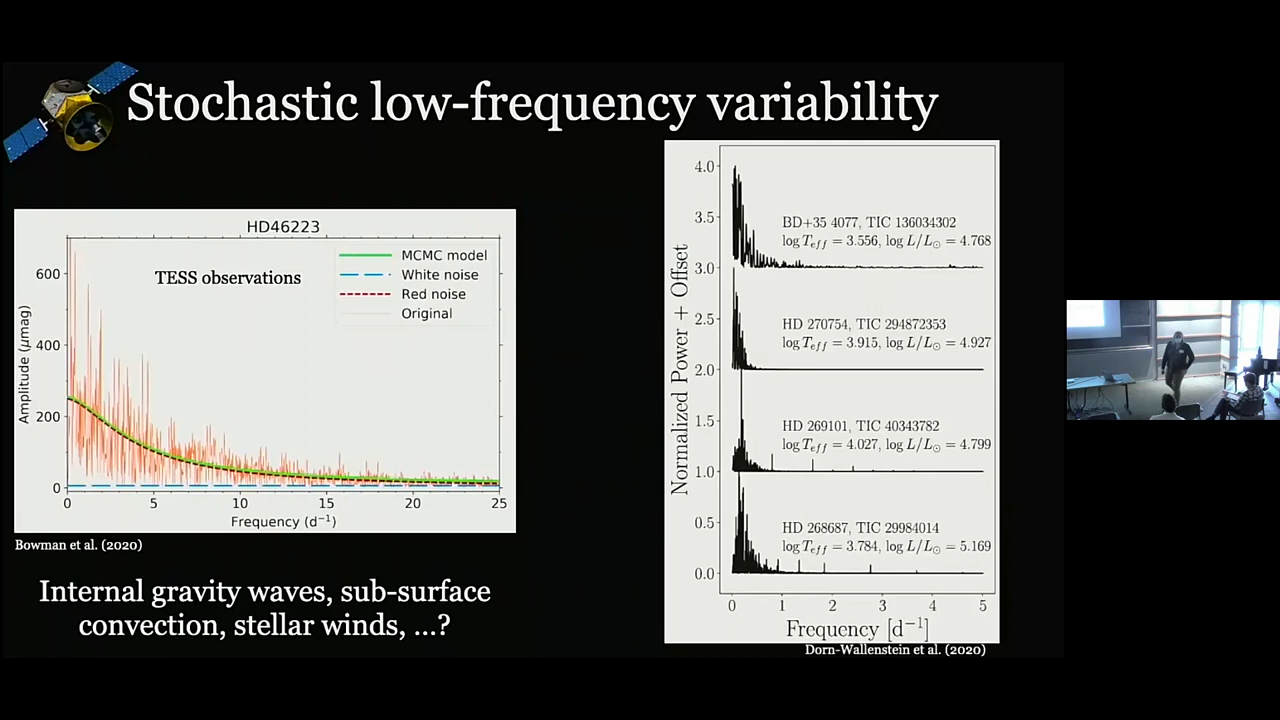 Stochastic low-frequency variability
HD46223
TESS observations
MCMC model
White noise
Red noise
Original
Amplitude (μmag)
600
400
200
0
0 5 10 15 20 25
Frequency (d⁻¹)
Bowman et al. (2020)
Internal gravity waves, sub-surface
convection, stellar winds, ...?
Normalized Power + Offset
4.0
3.5
3.0
2.5
2.0
1.5
1.0
0.5
0.0
BD+35 4077, TIC 136034302
log T_eff = 3.556, log L/L_⊙ = 4.768
HD 270754, TIC 294872353
log T_eff = 3.915, log L/L_⊙ = 4.927
HD 269101, TIC 40343782
log T_eff = 4.027, log L/L_⊙ = 4.799
HD 268687, TIC 29984014
log T_eff = 3.784, log L/L_⊙ = 5.169
0 1 2 3 4 5
Frequency [d⁻¹]
Dorn-Wallenstein et al. (2020)